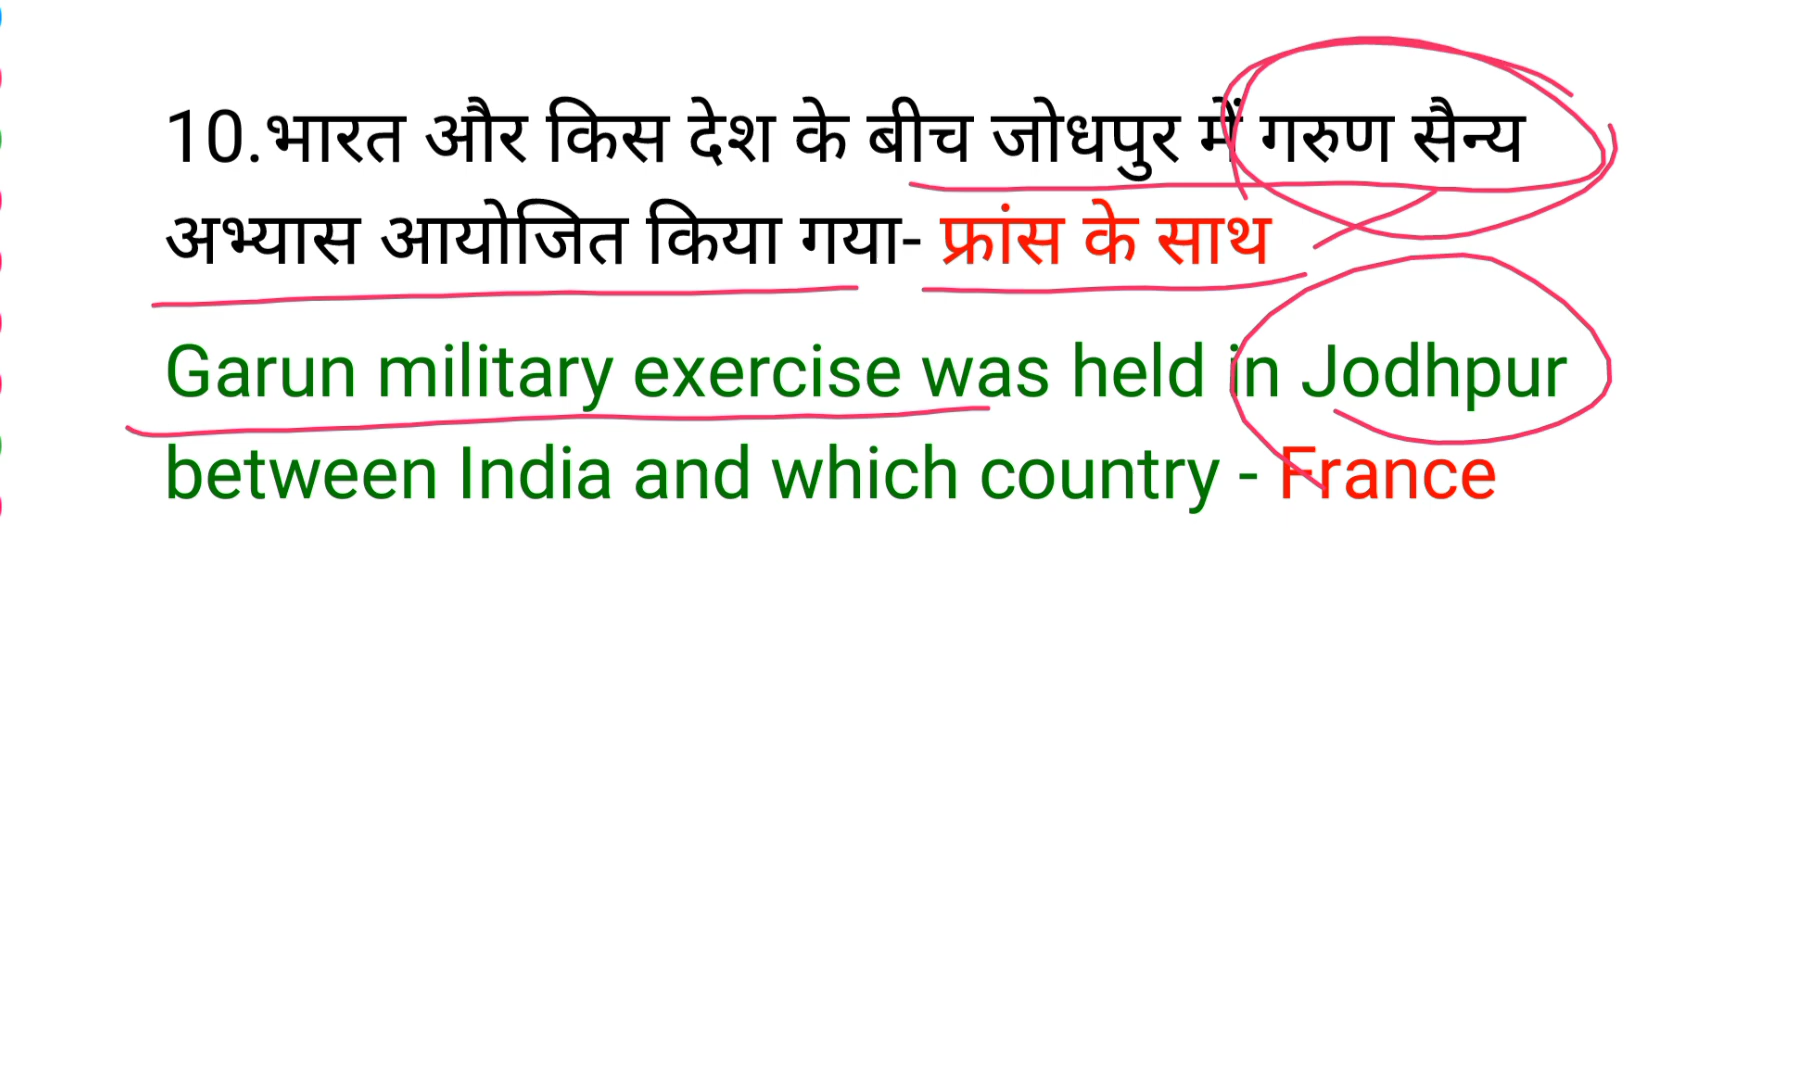 10.भारत और किस देश के बीच जोधपुर में गरुण सैन्य
अभ्यास आयोजित किया गया- फ्रांस के साथ
Garun military exercise was held in Jodhpur
between India and which country - France